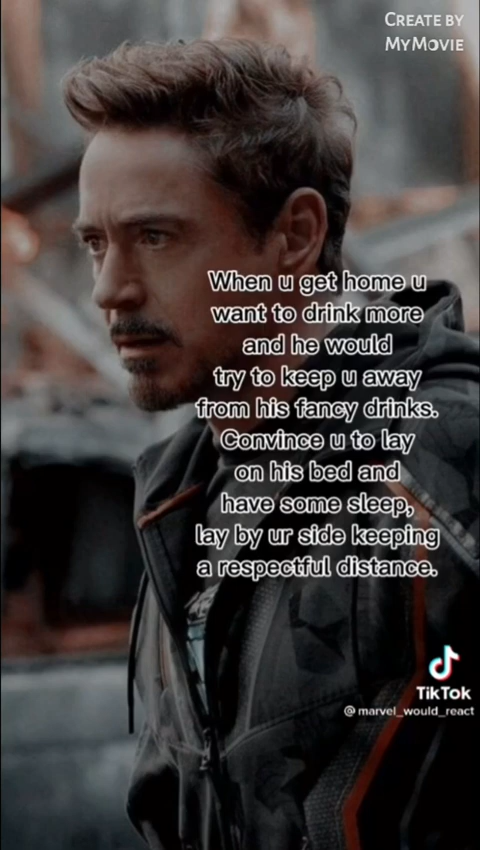 CREATE BY
MYMOVIE
When u get home u
want to drink more
and he would
try to keep u away
from his fancy drinks.
Convince u to lay
on his bed and
have some sleep,
lay by ur side keeping
a respectful distance.
TikTok
@marvel_would_react